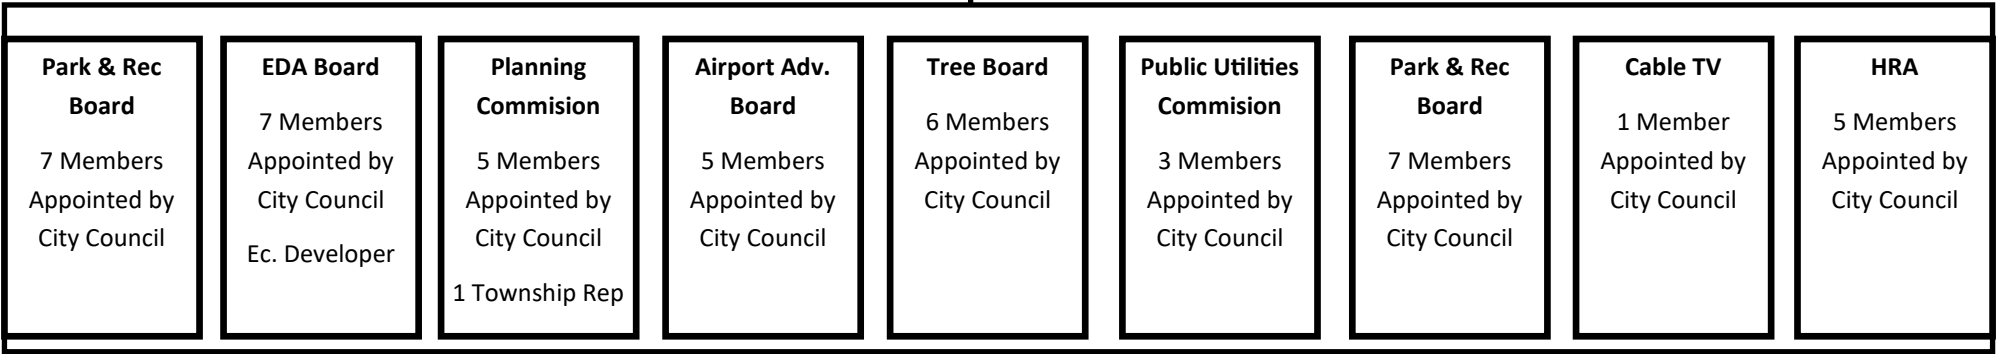 Park & Rec
Board
7 Members
Appointed by
City Council
EDA Board
7 Members
Appointed by
City Council
Ec. Developer
Planning
Commision
5 Members
Appointed by
City Council
1 Township Rep
Airport Adv.
Board
5 Members
Appointed by
City Council
Tree Board
6 Members
Appointed by
City Council
Public Utilities
Commision
3 Members
Appointed by
City Council
Park & Rec
Board
7 Members
Appointed by
City Council
Cable TV
1 Member
Appointed by
City Council
HRA
5 Members
Appointed by
City Council